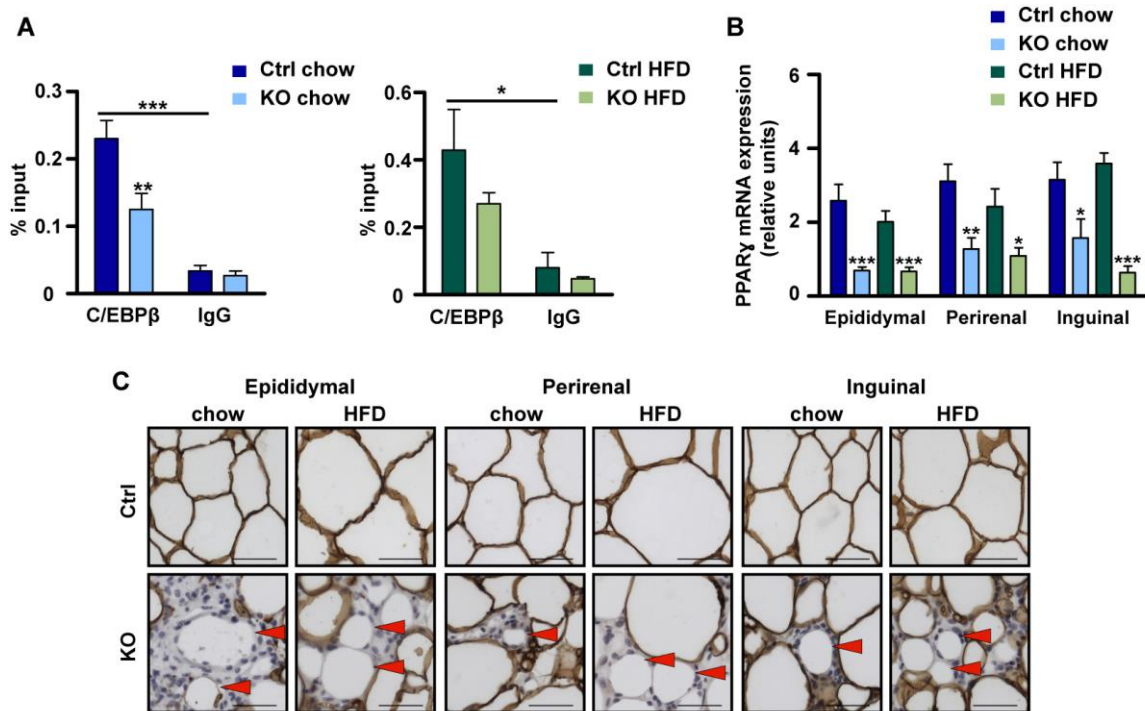 A
Ctrl chow
KO chow
0.3
0.2
0.1
0
% input
***
**
C/EBPβ
IgG
Ctrl HFD
KO HFD
0.6
0.4
0.2
0
% input
*
C/EBPβ
IgG
B
Ctrl chow
KO chow
Ctrl HFD
KO HFD
PPARɣ mRNA expression
(relative units)
6
4
2
0
***
***
**
*
*
***
Epididymal
Perirenal
Inguinal
C
Epididymal
Perirenal
Inguinal
chow
HFD
chow
HFD
chow
HFD
Ctrl
KO